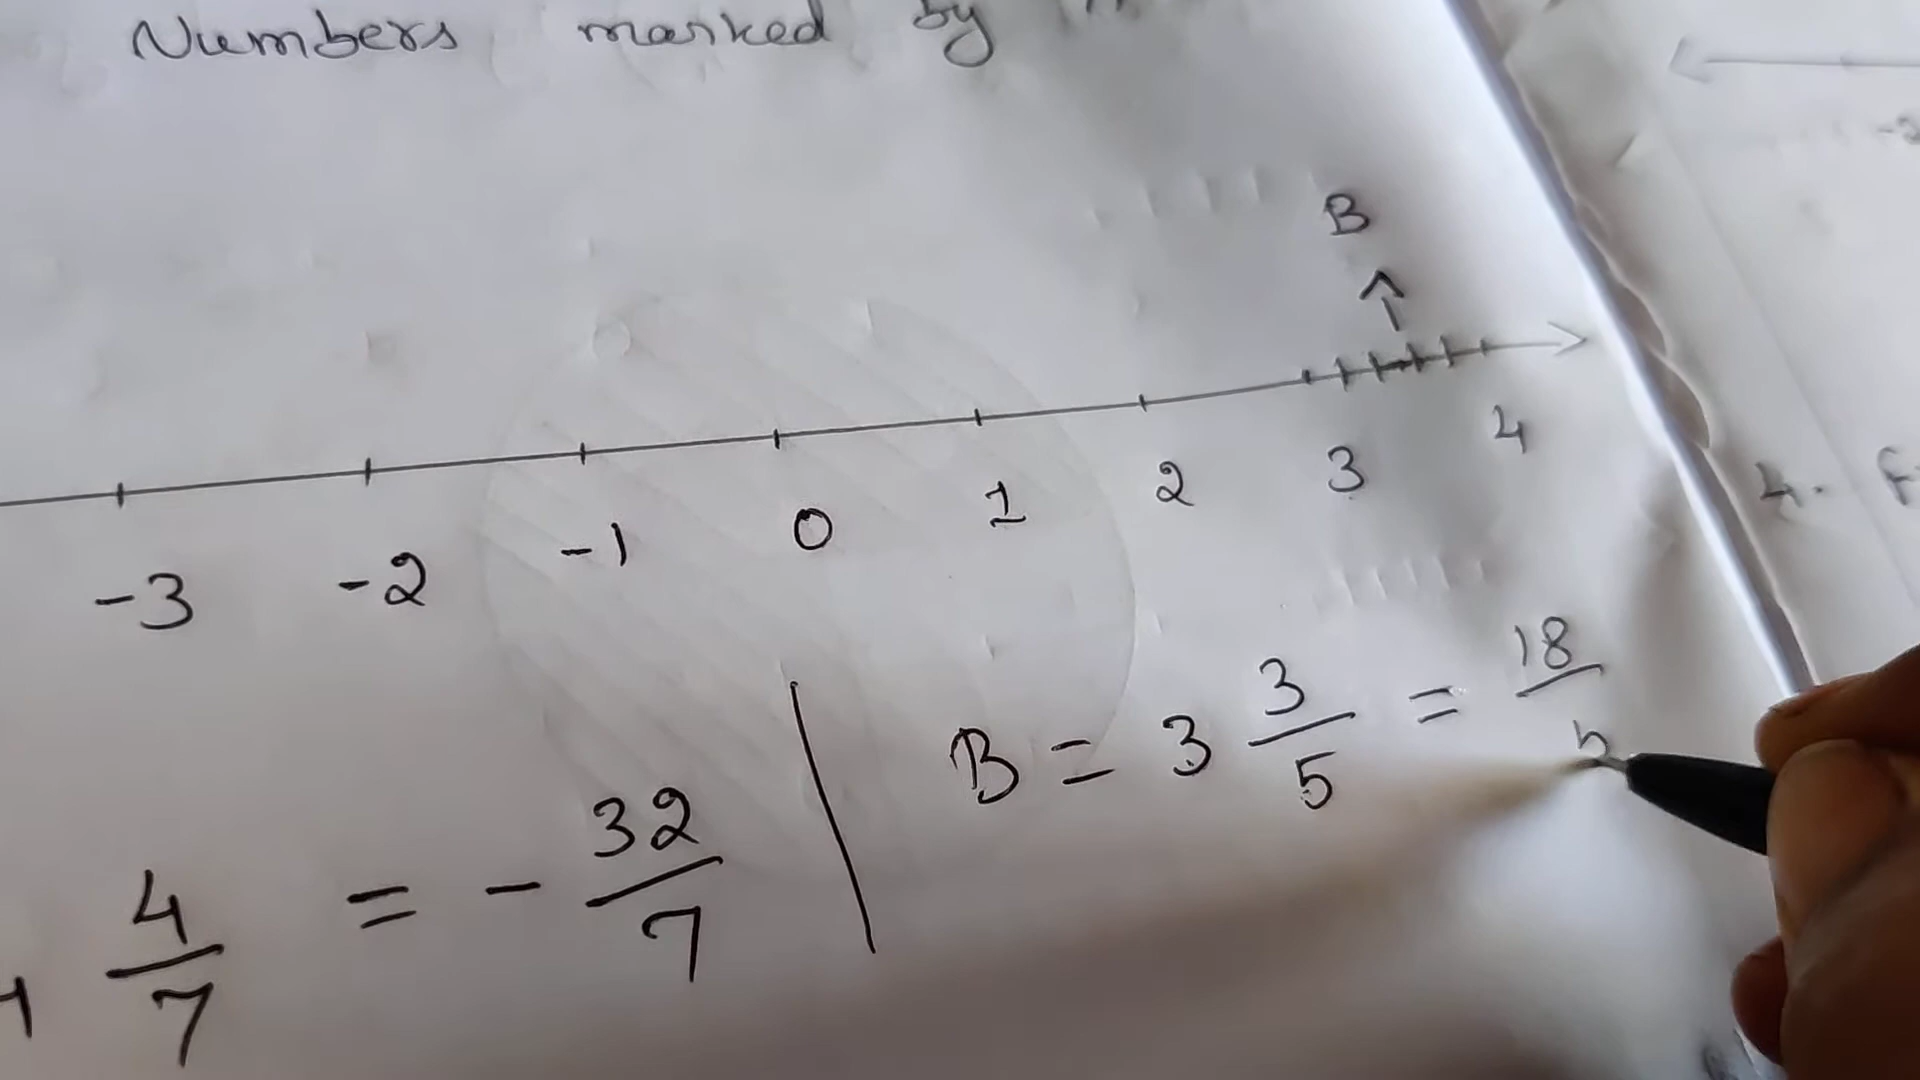 Numbers marked by
B
-3 -2 -1 0 1 2 3 4
4/7 = - 32/7
B = 3 3/5 = 18/5
4.